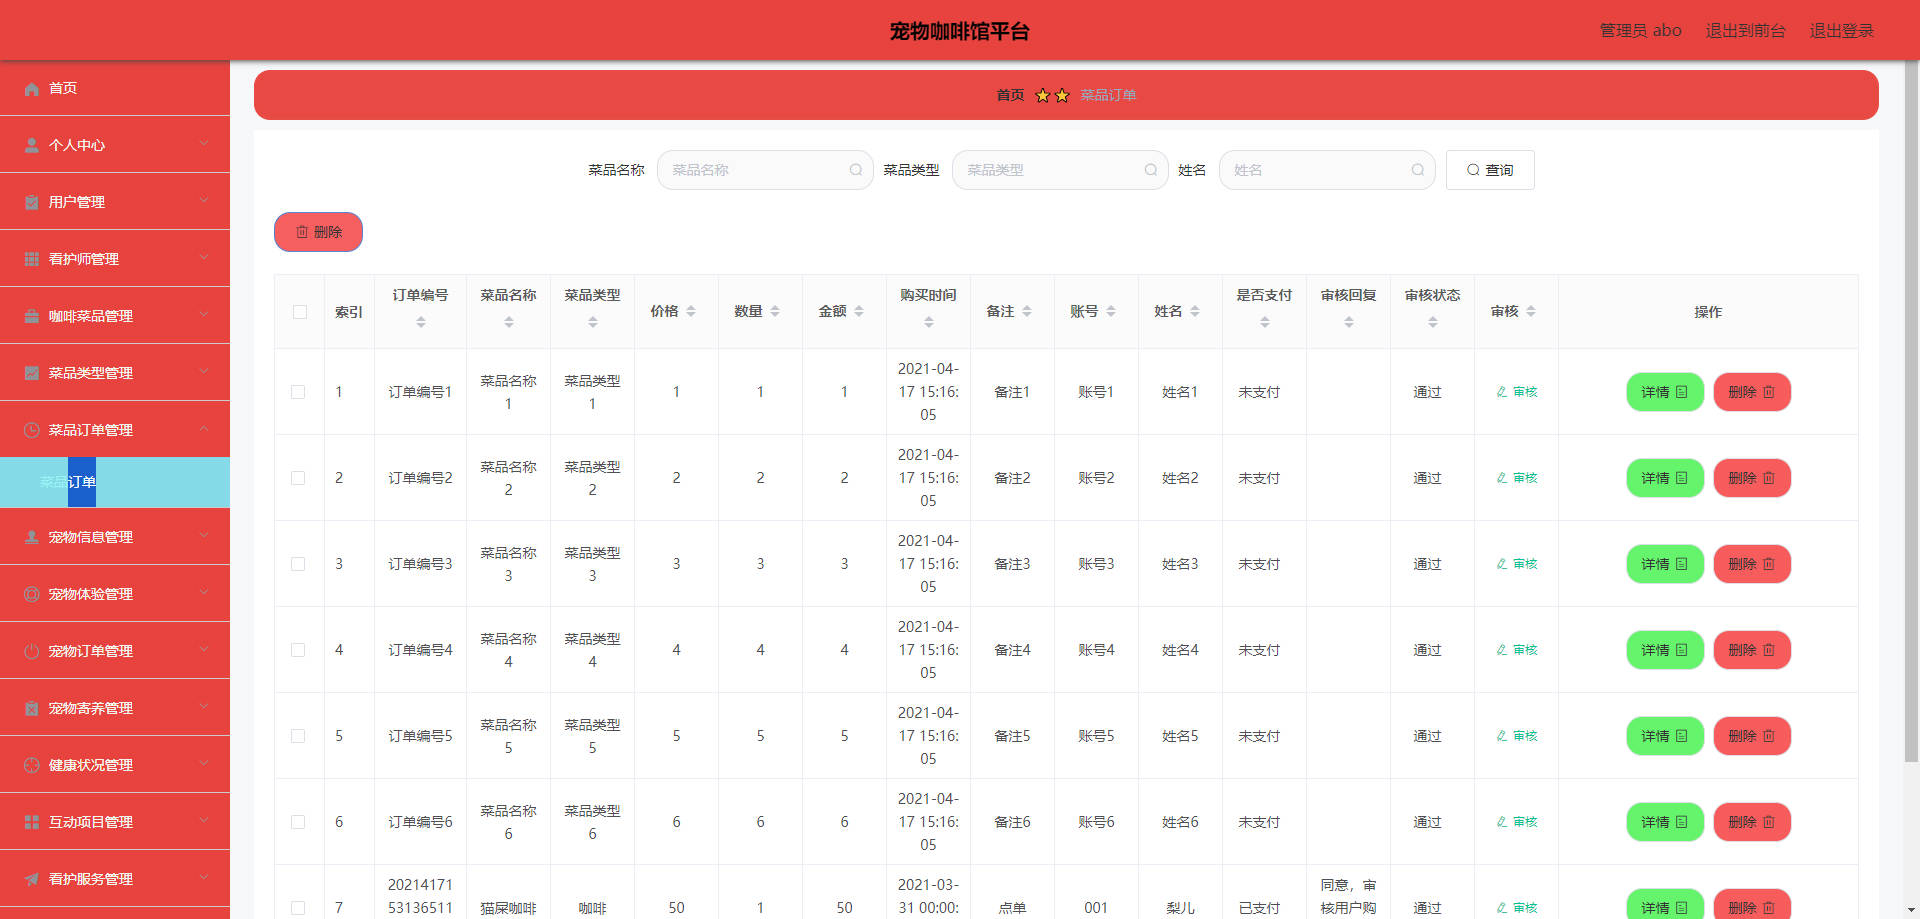 宠物咖啡馆平台
管理员 abo 退出到前台 退出登录
首页
个人中心
用户管理
看护师管理
咖啡菜品管理
菜品类型管理
菜品订单管理
菜品订单
宠物信息管理
宠物体验管理
宠物订单管理
宠物寄养管理
健康状况管理
互动项目管理
看护服务管理
首页 菜品订单
菜品名称 菜品名称 菜品类型 菜品类型 姓名 姓名 查询
删除
索引 订单编号 菜品名称 菜品类型 价格 数量 金额 购买时间 备注 账号 姓名 是否支付 审核回复 审核状态 审核 操作
1 订单编号1 菜品名称1 菜品类型1 1 1 1 2021-04-17 15:16:05 备注1 账号1 姓名1 未支付 通过 审核 详情 删除
2 订单编号2 菜品名称2 菜品类型2 2 2 2 2021-04-17 15:16:05 备注2 账号2 姓名2 未支付 通过 审核 详情 删除
3 订单编号3 菜品名称3 菜品类型3 3 3 3 2021-04-17 15:16:05 备注3 账号3 姓名3 未支付 通过 审核 详情 删除
4 订单编号4 菜品名称4 菜品类型4 4 4 4 2021-04-17 15:16:05 备注4 账号4 姓名4 未支付 通过 审核 详情 删除
5 订单编号5 菜品名称5 菜品类型5 5 5 5 2021-04-17 15:16:05 备注5 账号5 姓名5 未支付 通过 审核 详情 删除
6 订单编号6 菜品名称6 菜品类型6 6 6 6 2021-04-17 15:16:05 备注6 账号6 姓名6 未支付 通过 审核 详情 删除
7 2021417153136511 猫屎咖啡 咖啡 50 1 50 2021-03-31 00:00: 点单 001 梨儿 已支付 同意，审核用户购 通过 审核 详情 删除